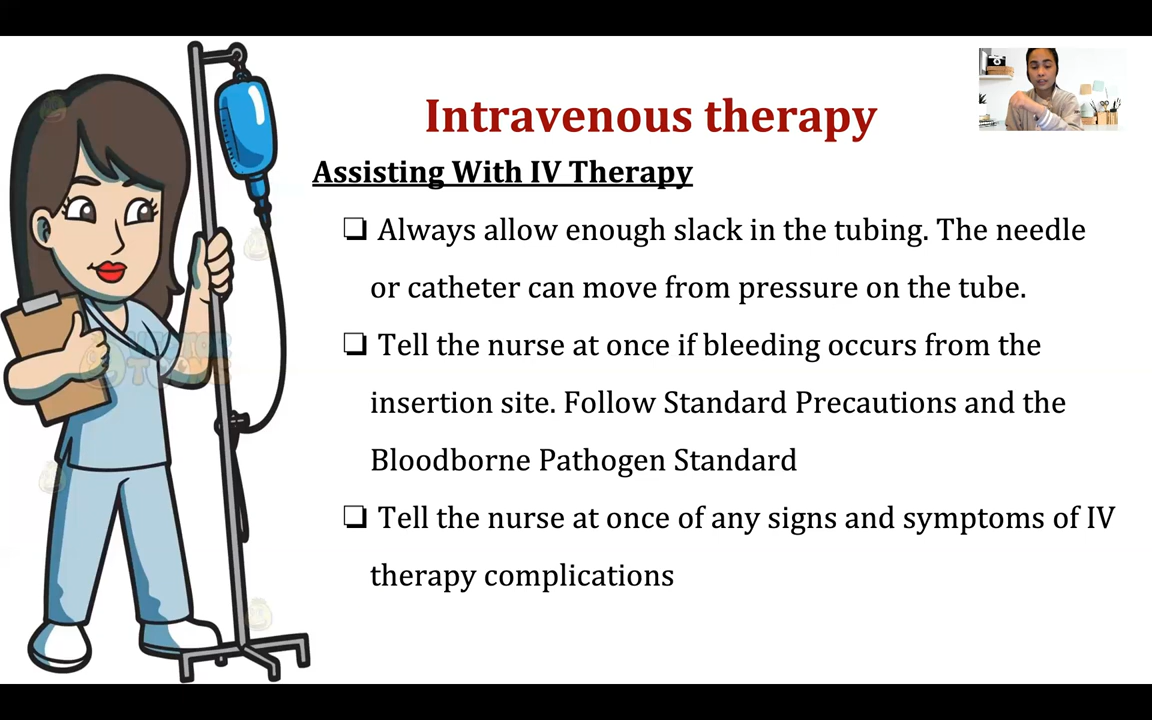 Intravenous therapy
Assisting With IV Therapy
❏ Always allow enough slack in the tubing. The needle
or catheter can move from pressure on the tube.
❏ Tell the nurse at once if bleeding occurs from the
insertion site. Follow Standard Precautions and the
Bloodborne Pathogen Standard
❏ Tell the nurse at once of any signs and symptoms of IV
therapy complications